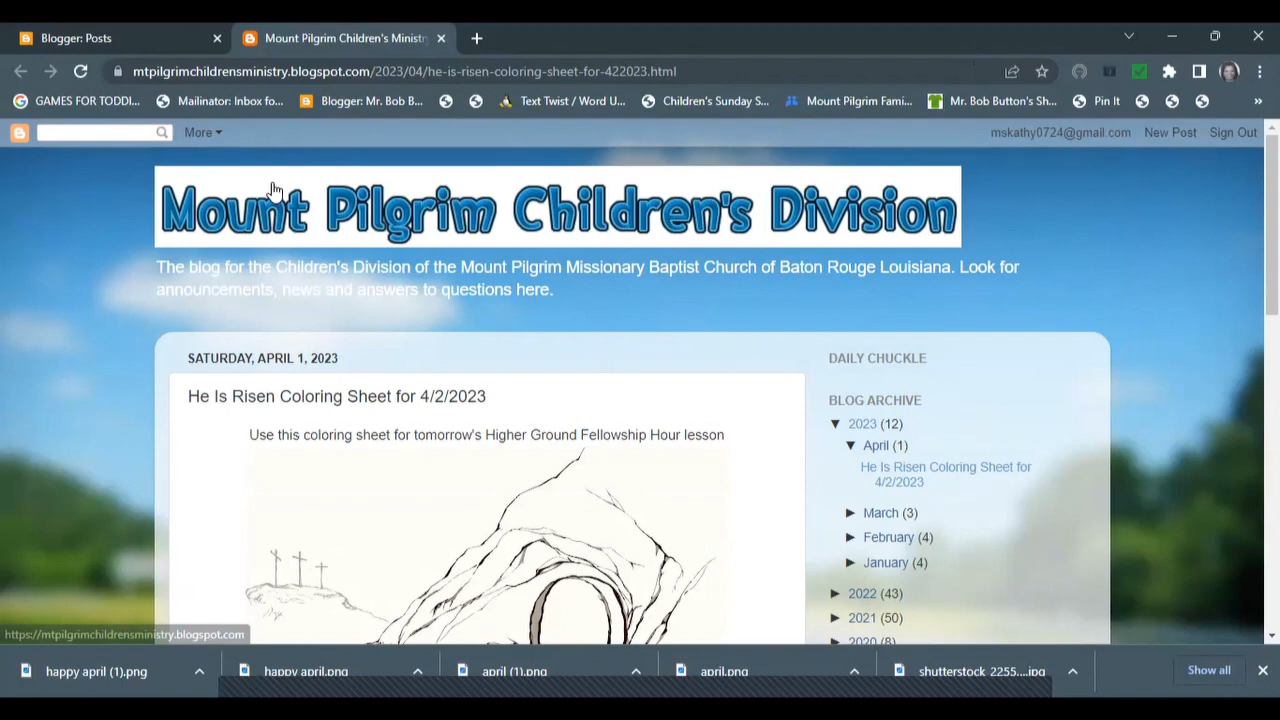 Blogger: Posts
Mount Pilgrim Children's Ministr
mtpilgrimchildrensministry.blogspot.com/2023/04/he-is-risen-coloring-sheet-for-422023.html
GAMES FOR TODDL... Mailinator: Inbox fo... Blogger: Mr. Bob B... Text Twist / Word U... Children's Sunday S... Mount Pilgrim Fami... Mr. Bob Button's Sh... Pin It »
More mskathy0724@gmail.com New Post Sign Out
Mount Pilgrim Children's Division
The blog for the Children's Division of the Mount Pilgrim Missionary Baptist Church of Baton Rouge Louisiana. Look for
announcements, news and answers to questions here.
SATURDAY, APRIL 1, 2023
He Is Risen Coloring Sheet for 4/2/2023
Use this coloring sheet for tomorrow's Higher Ground Fellowship Hour lesson
DAILY CHUCKLE
BLOG ARCHIVE
▼ 2023 (12)
▼ April (1)
He Is Risen Coloring Sheet for
4/2/2023
► March (3)
► February (4)
► January (4)
► 2022 (43)
► 2021 (50)
► 2020 (8)
https://mtpilgrimchildrensministry.blogspot.com
happy april (1).png happy april.png april (1).png april.png shutterstock_2255....jpg Show all